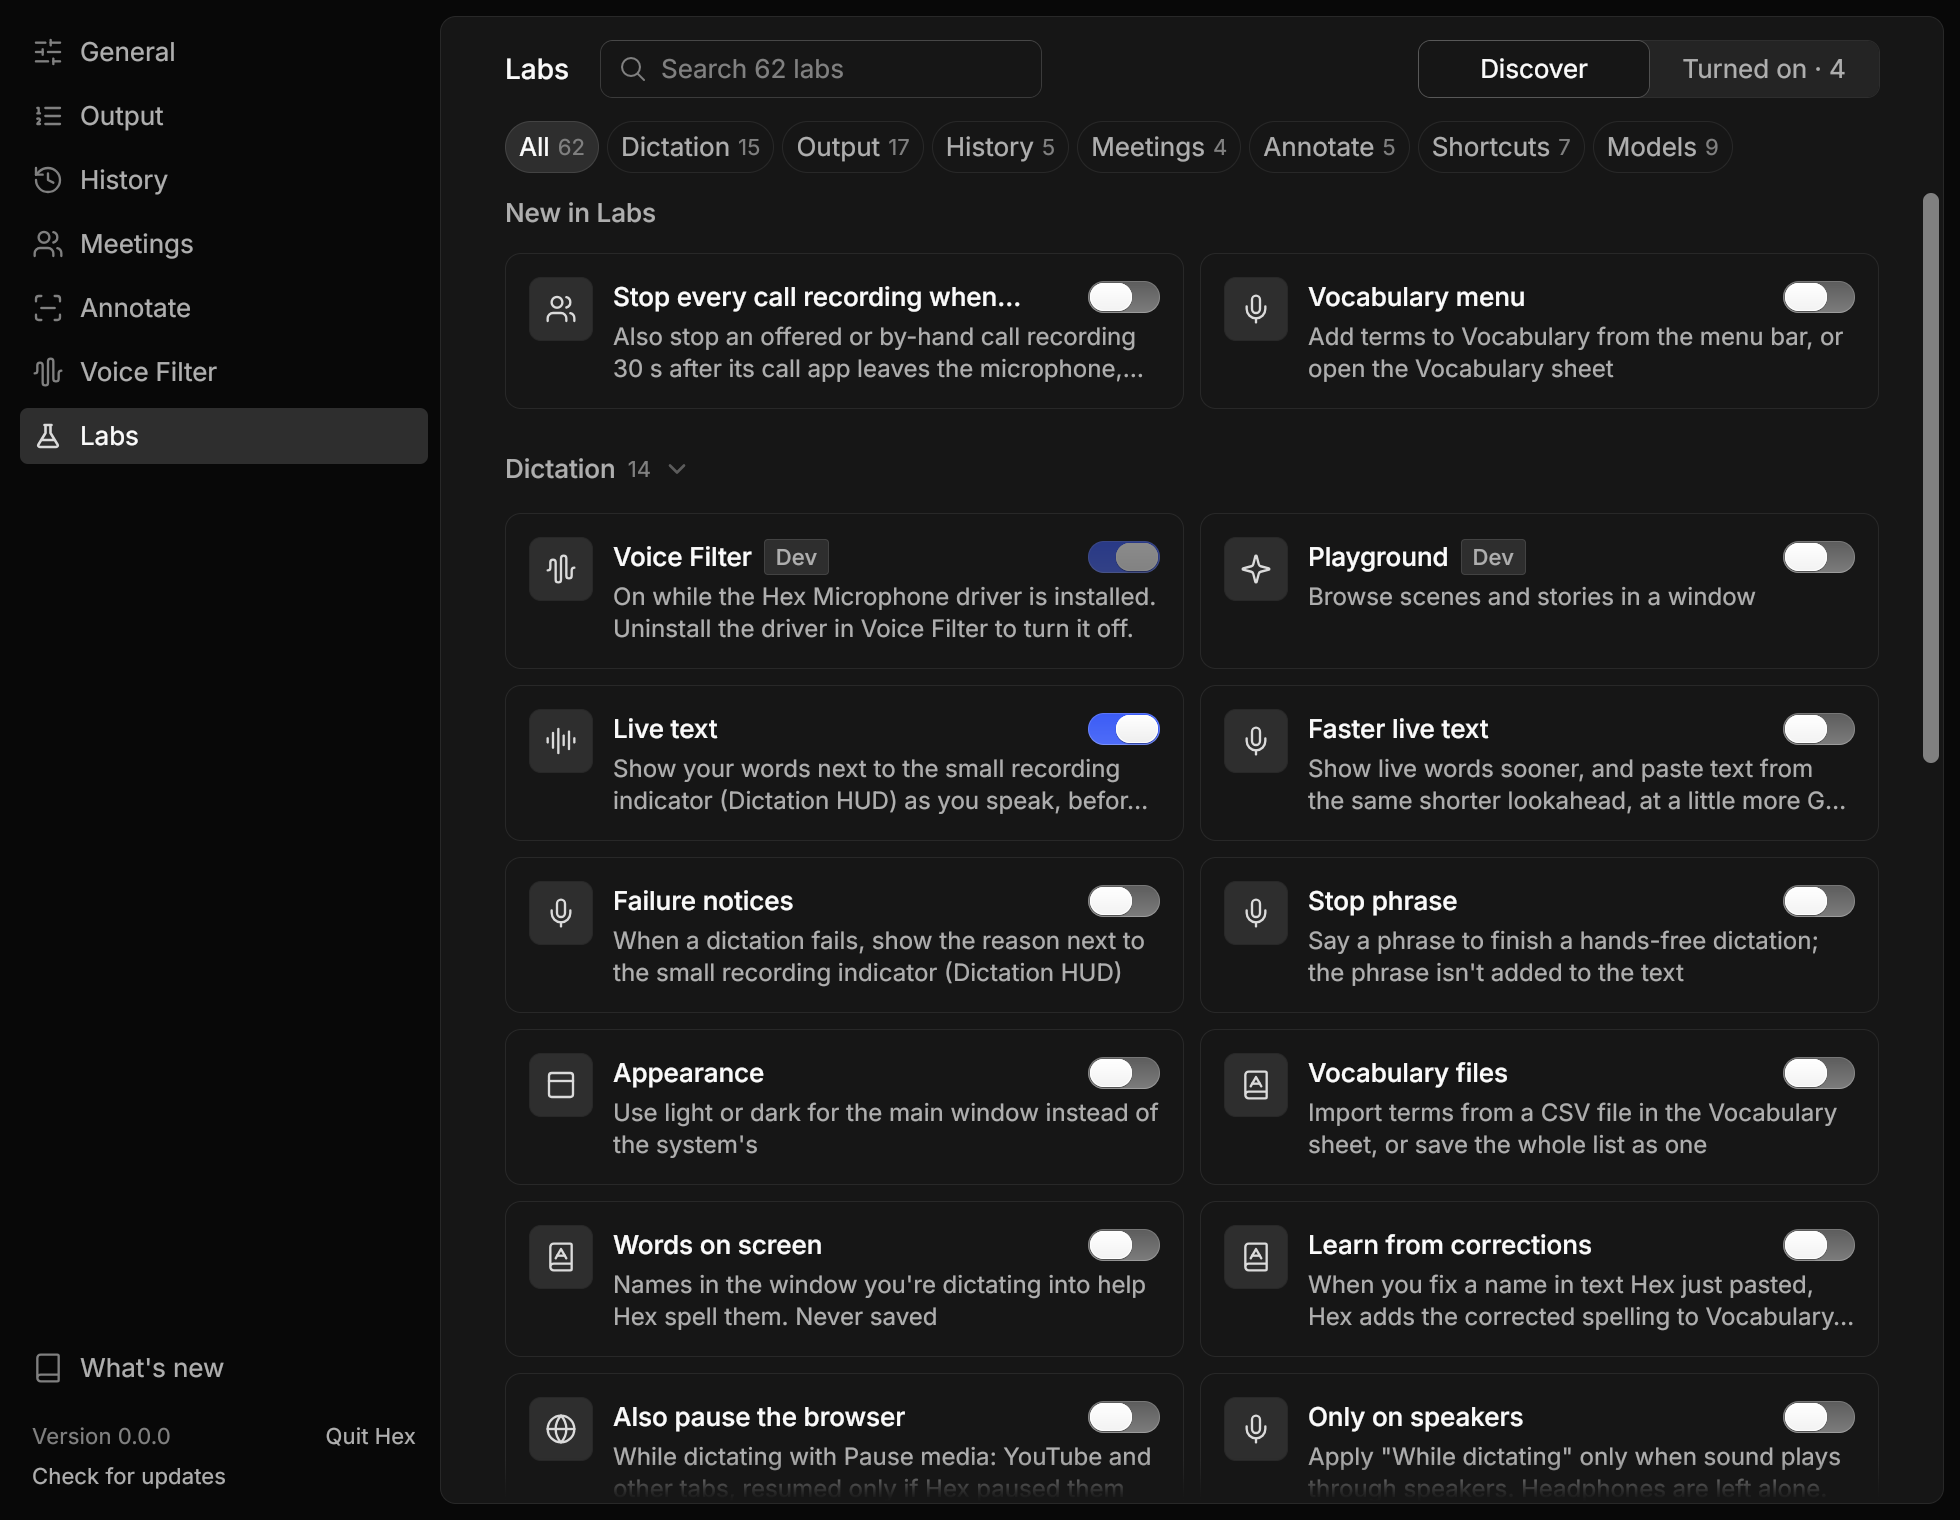 General
Output
History
Meetings
Annotate
Voice Filter
Labs
What's new
Version 0.0.0
Quit Hex
Check for updates
Labs
Search 62 labs
Discover
Turned on · 4
All 62
Dictation 15
Output 17
History 5
Meetings 4
Annotate 5
Shortcuts 7
Models 9
New in Labs
Stop every call recording when...
Also stop an offered or by-hand call recording
30 s after its call app leaves the microphone,...
Vocabulary menu
Add terms to Vocabulary from the menu bar, or
open the Vocabulary sheet
Dictation 14
Voice Filter Dev
On while the Hex Microphone driver is installed.
Uninstall the driver in Voice Filter to turn it off.
Playground Dev
Browse scenes and stories in a window
Live text
Show your words next to the small recording
indicator (Dictation HUD) as you speak, befor...
Faster live text
Show live words sooner, and paste text from
the same shorter lookahead, at a little more G...
Failure notices
When a dictation fails, show the reason next to
the small recording indicator (Dictation HUD)
Stop phrase
Say a phrase to finish a hands-free dictation;
the phrase isn't added to the text
Appearance
Use light or dark for the main window instead of
the system's
Vocabulary files
Import terms from a CSV file in the Vocabulary
sheet, or save the whole list as one
Words on screen
Names in the window you're dictating into help
Hex spell them. Never saved
Learn from corrections
When you fix a name in text Hex just pasted,
Hex adds the corrected spelling to Vocabulary...
Also pause the browser
While dictating with Pause media: YouTube and
other tabs, resumed only if Hex paused them
Only on speakers
Apply "While dictating" only when sound plays
through speakers. Headphones are left alone.